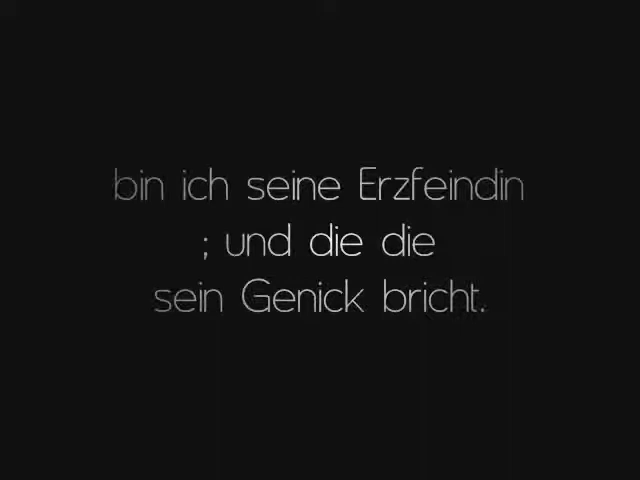 bin ich seine Erzfeindin
; und die die
sein Genick bricht.